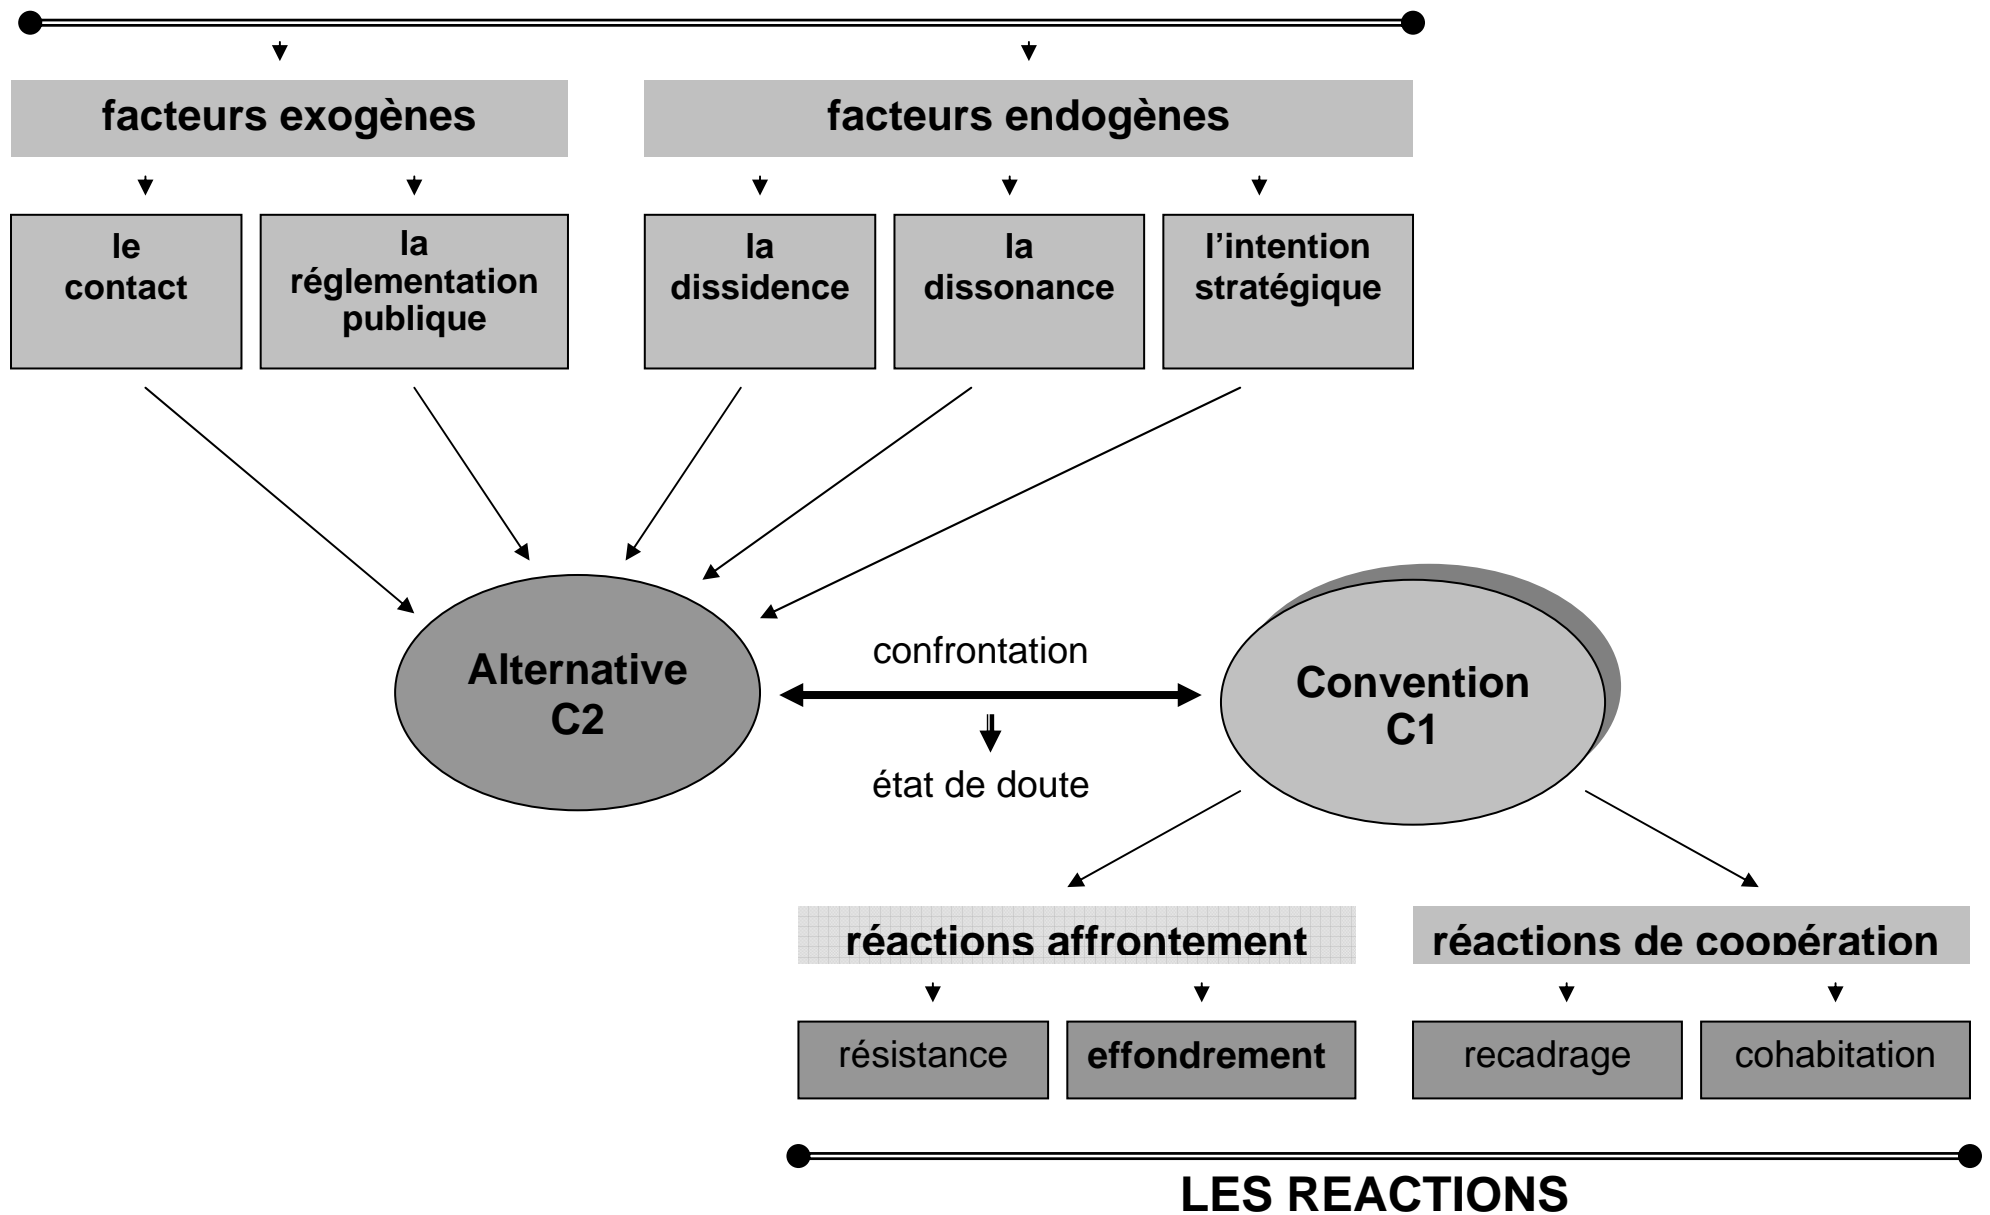 facteurs exogènes
facteurs endogènes
le
contact
la
réglementation
publique
la
dissidence
la
dissonance
l’intention
stratégique
Alternative
C2
confrontation
état de doute
Convention
C1
réactions affrontement
réactions de coopération
résistance
effondrement
recadrage
cohabitation
LES REACTIONS